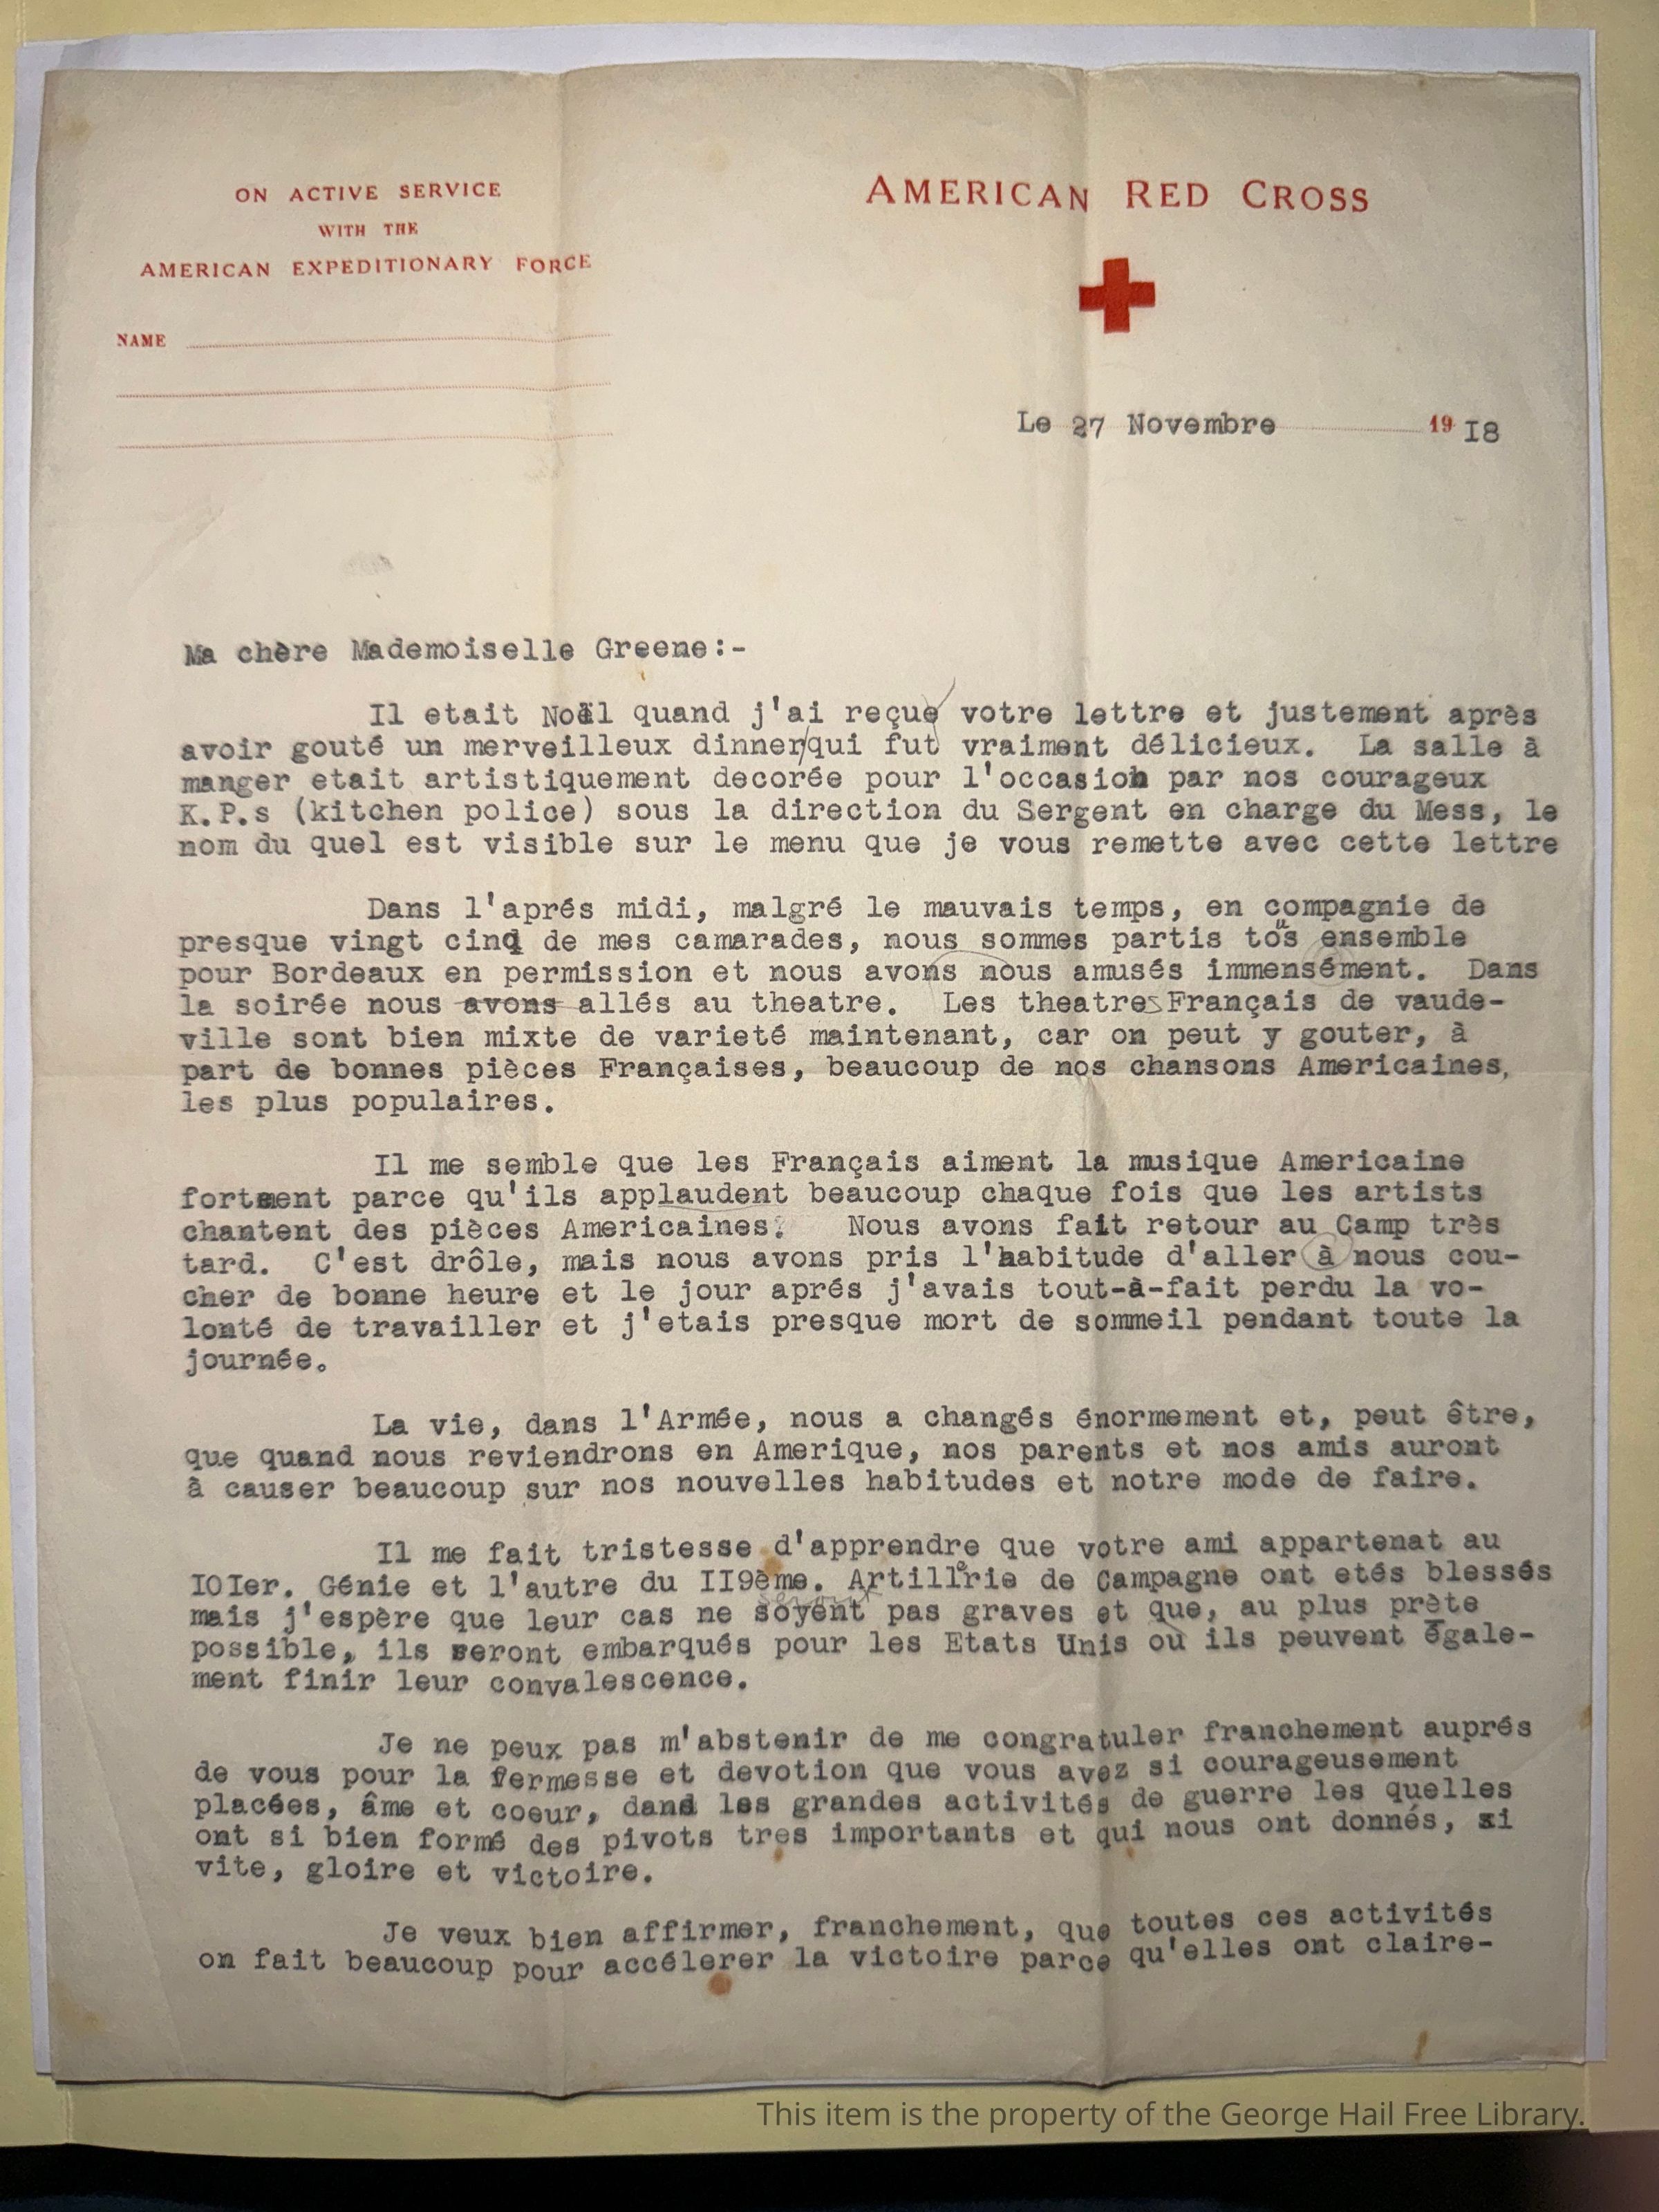 ON ACTIVE SERVICE
WITH THE
AMERICAN EXPEDITIONARY FORCE
NAME
AMERICAN RED CROSS
Le 27 Novembre 19 I8
Ma chère Mademoiselle Greene:-
Il etait Noël quand j'ai reçue votre lettre et justement après
avoir gouté un merveilleux dinner/qui fut vraiment délicieux. La salle à
manger etait artistiquement decorée pour l'occasion par nos courageux
K.P.s (kitchen police) sous la direction du Sergent en charge du Mess, le
nom du quel est visible sur le menu que je vous remette avec cette lettre
Dans l'aprés midi, malgré le mauvais temps, en compagnie de
presque vingt cinq de mes camarades, nous sommes partis tous ensemble
pour Bordeaux en permission et nous avons nous amusés immensément. Dans
la soirée nous avons allés au theatre. Les theatres Français de vaude-
ville sont bien mixte de varieté maintenant, car on peut y gouter, à
part de bonnes pièces Françaises, beaucoup de nos chansons Americaines,
les plus populaires.
Il me semble que les Français aiment la musique Americaine
fortement parce qu'ils applaudent beaucoup chaque fois que les artists
chantent des pièces Americaines. Nous avons fait retour au Camp très
tard. C'est drôle, mais nous avons pris l'habitude d'aller à nous cou-
cher de bonne heure et le jour aprés j'avais tout-à-fait perdu la vo-
lonté de travailler et j'etais presque mort de sommeil pendant toute la
journée.
La vie, dans l'Armée, nous a changés énormement et, peut être,
que quand nous reviendrons en Amerique, nos parents et nos amis auront
à causer beaucoup sur nos nouvelles habitudes et notre mode de faire.
Il me fait tristesse d'apprendre que votre ami appartenat au
IOIer. Génie et l'autre du II9ème. Artillerie de Campagne ont etés blessés
seront
mais j'espère que leur cas ne soyent pas graves et que, au plus prète
possible, ils seront embarqués pour les Etats Unis où ils peuvent égale-
ment finir leur convalescence.
Je ne peux pas m'abstenir de me congratuler franchement auprés
de vous pour la fermesse et devotion que vous avez si courageusement
placées, âme et coeur, dans les grandes activités de guerre les quelles
ont si bien formé des pivots tres importants et qui nous ont donnés, si
vite, gloire et victoire.
Je veux bien affirmer, franchement, que toutes ces activités
on fait beaucoup pour accélerer la victoire parce qu'elles ont claire-
This item is the property of the George Hail Free Library.